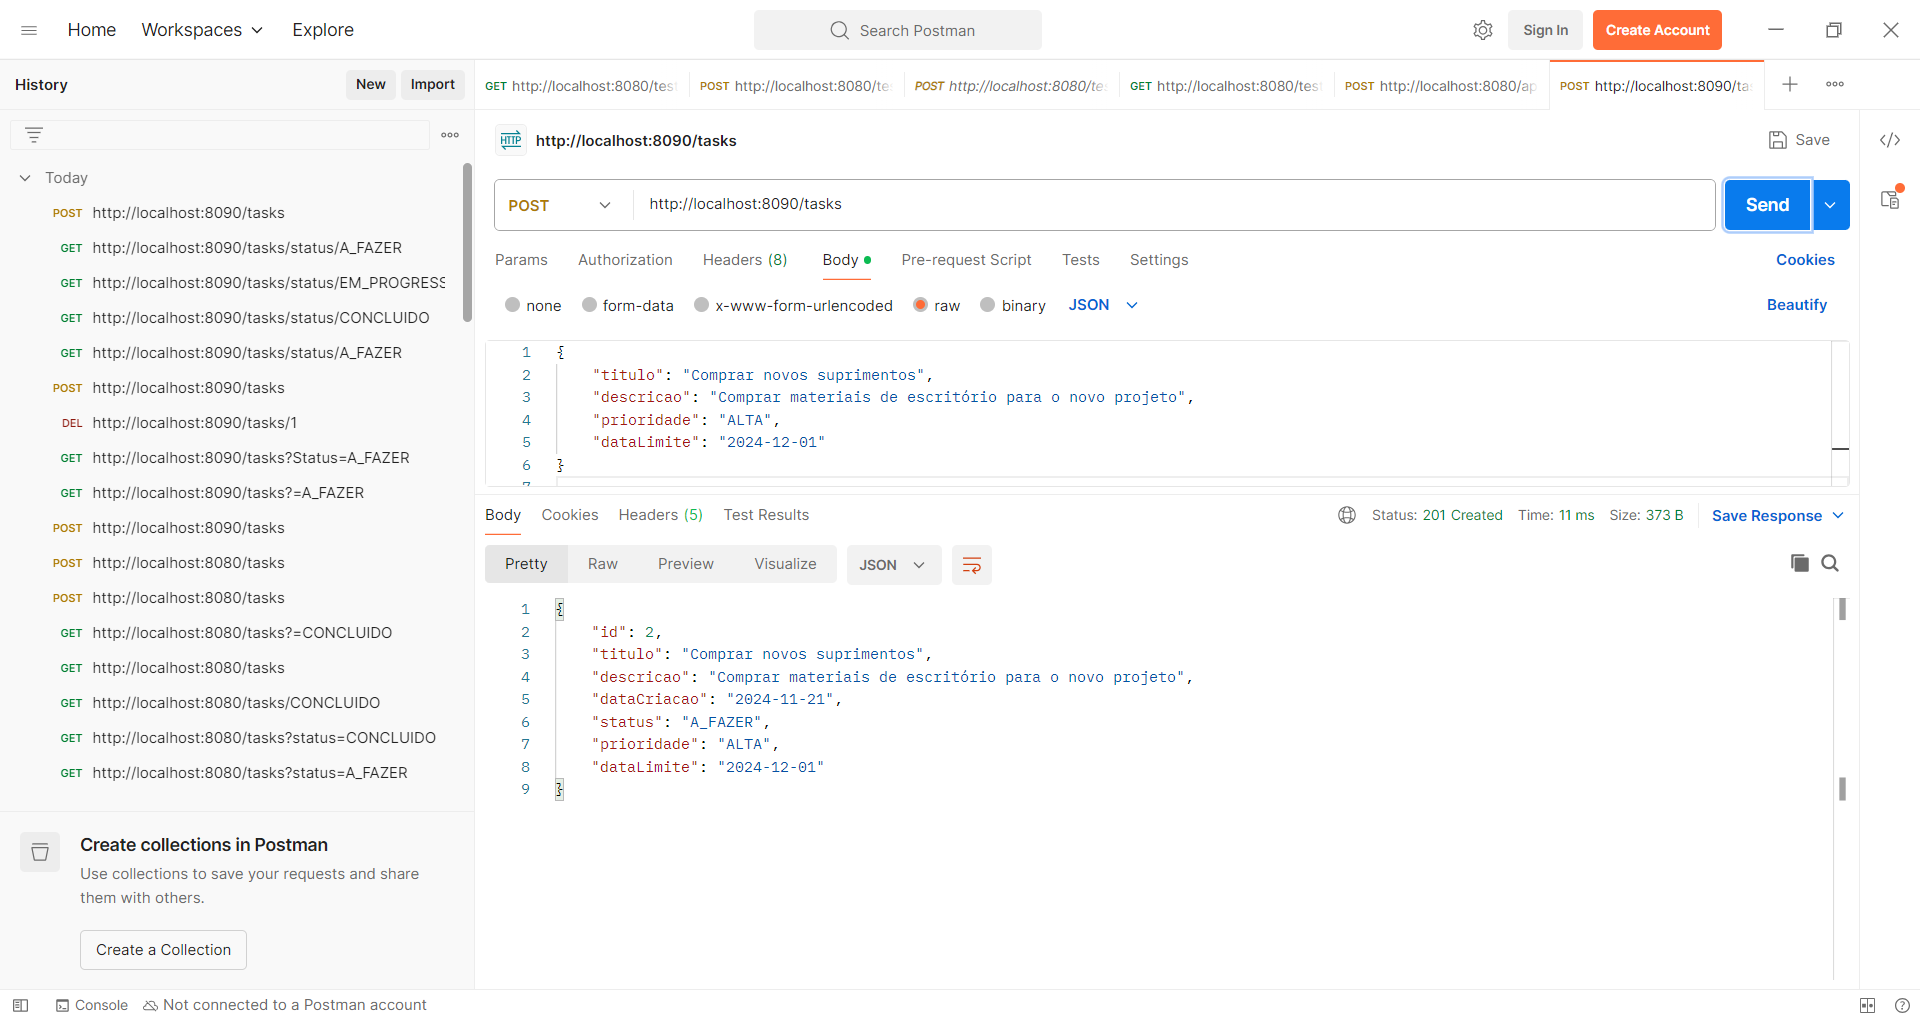 Home Workspaces Explore Search Postman Sign In Create Account
History New Import
GET http://localhost:8080/tes POST http://localhost:8080/te POST http://localhost:8080/te GET http://localhost:8080/tes POST http://localhost:8080/ap POST http://localhost:8090/ta
HTTP http://localhost:8090/tasks Save
Today
POST http://localhost:8090/tasks
GET http://localhost:8090/tasks/status/A_FAZER
GET http://localhost:8090/tasks/status/EM_PROGRESS
GET http://localhost:8090/tasks/status/CONCLUIDO
GET http://localhost:8090/tasks/status/A_FAZER
POST http://localhost:8090/tasks
DEL http://localhost:8090/tasks/1
GET http://localhost:8090/tasks?Status=A_FAZER
GET http://localhost:8090/tasks?=A_FAZER
POST http://localhost:8090/tasks
POST http://localhost:8080/tasks
POST http://localhost:8080/tasks
GET http://localhost:8080/tasks?=CONCLUIDO
GET http://localhost:8080/tasks
GET http://localhost:8080/tasks/CONCLUIDO
GET http://localhost:8080/tasks?status=CONCLUIDO
GET http://localhost:8080/tasks?status=A_FAZER
Create collections in Postman
Use collections to save your requests and share
them with others.
Create a Collection
POST http://localhost:8090/tasks Send
Params Authorization Headers (8) Body Pre-request Script Tests Settings Cookies
none form-data x-www-form-urlencoded raw binary JSON Beautify
1 {
2 "titulo": "Comprar novos suprimentos",
3 "descricao": "Comprar materiais de escritório para o novo projeto",
4 "prioridade": "ALTA",
5 "dataLimite": "2024-12-01"
6 }
7
Body Cookies Headers (5) Test Results Status: 201 Created Time: 11 ms Size: 373 B Save Response
Pretty Raw Preview Visualize JSON
1 {
2 "id": 2,
3 "titulo": "Comprar novos suprimentos",
4 "descricao": "Comprar materiais de escritório para o novo projeto",
5 "dataCriacao": "2024-11-21",
6 "status": "A_FAZER",
7 "prioridade": "ALTA",
8 "dataLimite": "2024-12-01"
9 }
Console Not connected to a Postman account